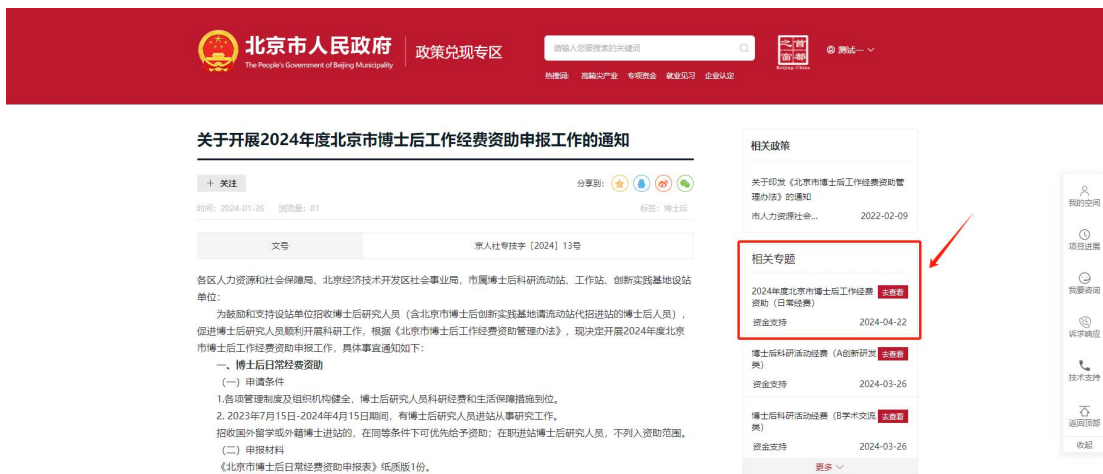 北京市人民政府
The People's Government of Beijing Municipality
政策兑现专区
请输入您要搜索的关键词
热搜词: 高精尖产业 专项资金 就业见习 企业认定
首都之窗
Beijing-China
测试一
关于开展2024年度北京市博士后工作经费资助申报工作的通知
+ 关注
分享到:
时间: 2024-01-26 浏览量: 81
标签: 博士后
文号
京人社专技字〔2024〕13号
各区人力资源和社会保障局、北京经济技术开发区社会事业局，市属博士后科研流动站、工作站、创新实践基地设站
单位：
为鼓励和支持设站单位招收博士后研究人员（含北京市博士后创新实践基地请流动站代招进站的博士后人员），
促进博士后研究人员顺利开展科研工作，根据《北京市博士后工作经费资助管理办法》，现决定开展2024年度北京
市博士后工作经费资助申报工作，具体事宜通知如下：
一、博士后日常经费资助
（一）申请条件
1.各项管理制度及组织机构健全，博士后研究人员科研经费和生活保障措施到位。
2. 2023年7月15日-2024年4月15日期间，有博士后研究人员进站从事研究工作。
招收国外留学或外籍博士进站的，在同等条件下可优先给予资助；在职进站博士后研究人员，不列入资助范围。
（二）申报材料
《北京市博士后日常经费资助申报表》纸质版1份。
相关政策
关于印发《北京市博士后工作经费资助管
理办法》的通知
市人力资源社会... 2022-02-09
相关专题
2024年度北京市博士后工作经费
资助（日常经费）
去查看
资金支持 2024-04-22
博士后科研活动经费（A创新研发
类）
去查看
资金支持 2024-03-26
博士后科研活动经费（B学术交流
类）
去查看
资金支持 2024-03-26
更多
我的空间
项目进展
我要咨询
诉求响应
技术支持
返回顶部
收起